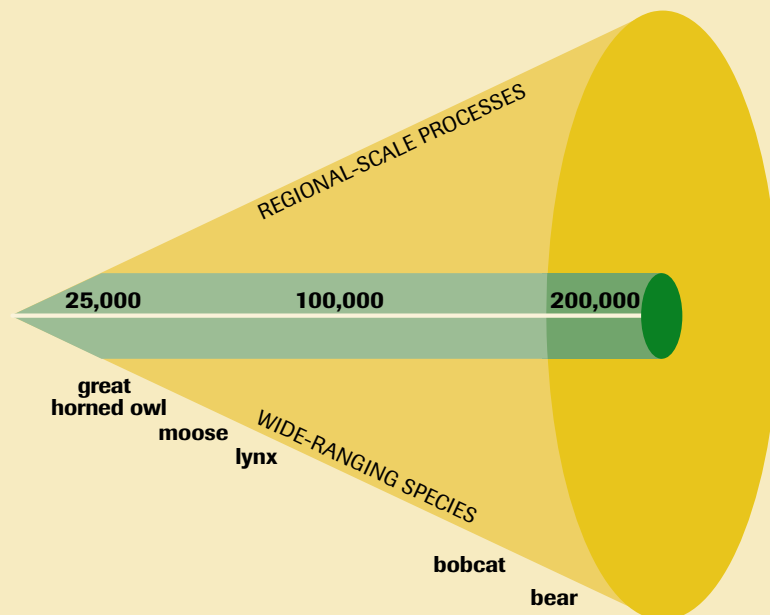 REGIONAL-SCALE PROCESSES
25,000 100,000 200,000
great
horned owl
moose
lynx
WIDE-RANGING SPECIES
bobcat
bear